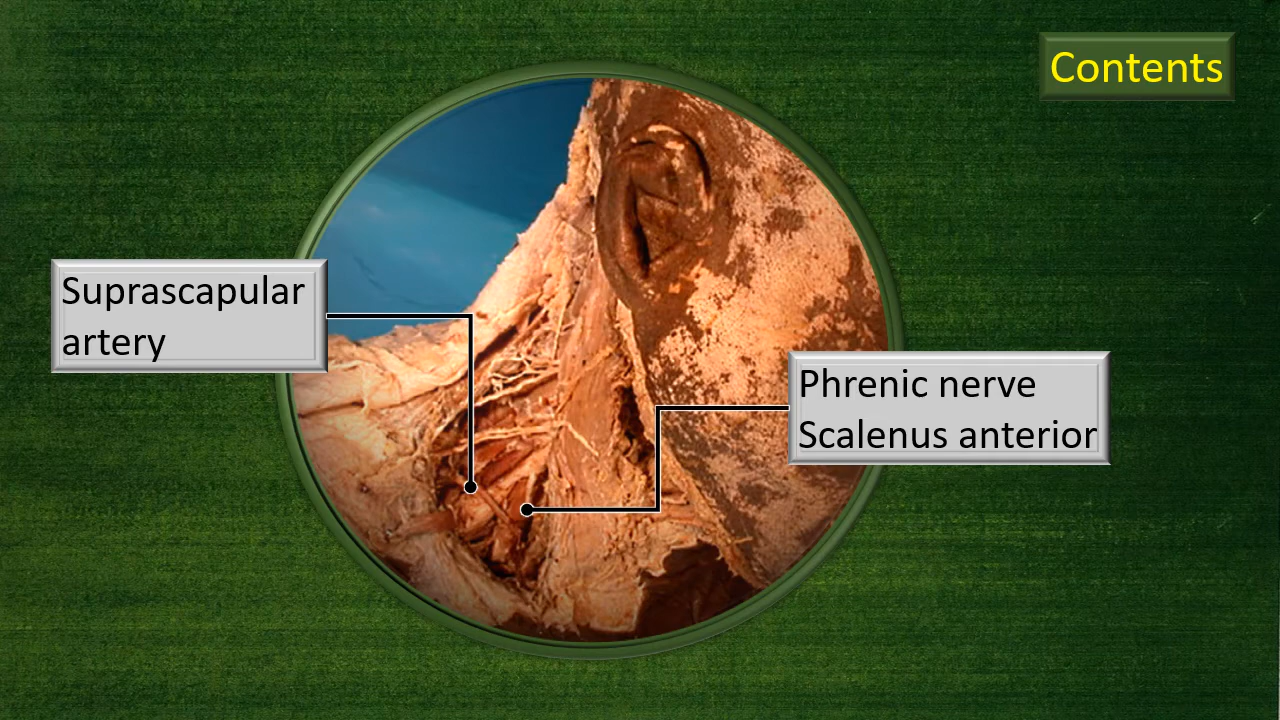 Contents
Suprascapular
artery
Phrenic nerve
Scalenus anterior